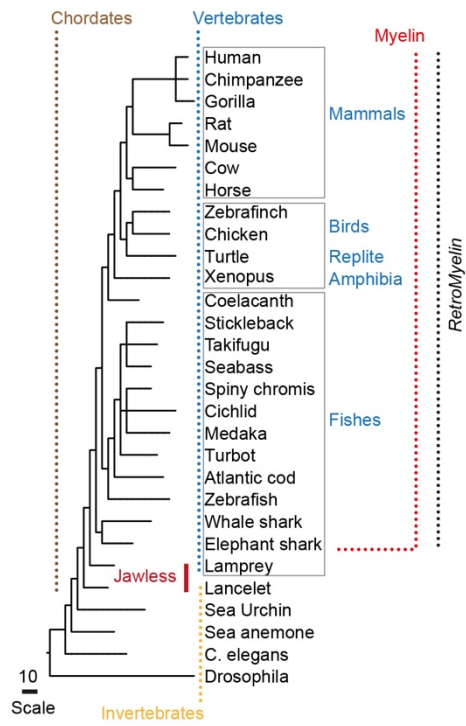 Chordates
Vertebrates
Myelin
Human
Chimpanzee
Gorilla
Rat
Mouse
Cow
Horse
Mammals
Zebrafinch
Chicken
Turtle
Xenopus
Birds
Replite
Amphibia
Coelacanth
Stickleback
Takifugu
Seabass
Spiny chromis
Cichlid
Medaka
Turbot
Atlantic cod
Zebrafish
Whale shark
Elephant shark
Lamprey
Fishes
RetroMyelin
Jawless
Lancelet
Sea Urchin
Sea anemone
C. elegans
Drosophila
10
Scale
Invertebrates